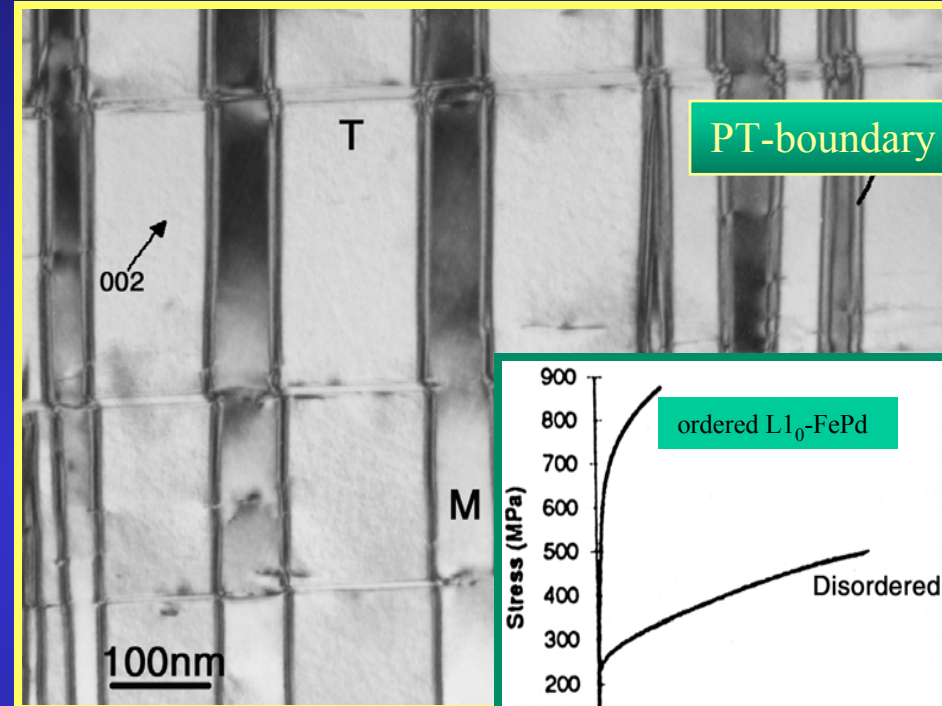 T
PT-boundary
002
M
100nm
900
800
700
600
500
400
300
200
Stress (MPa)
ordered L1₀-FePd
Disordered